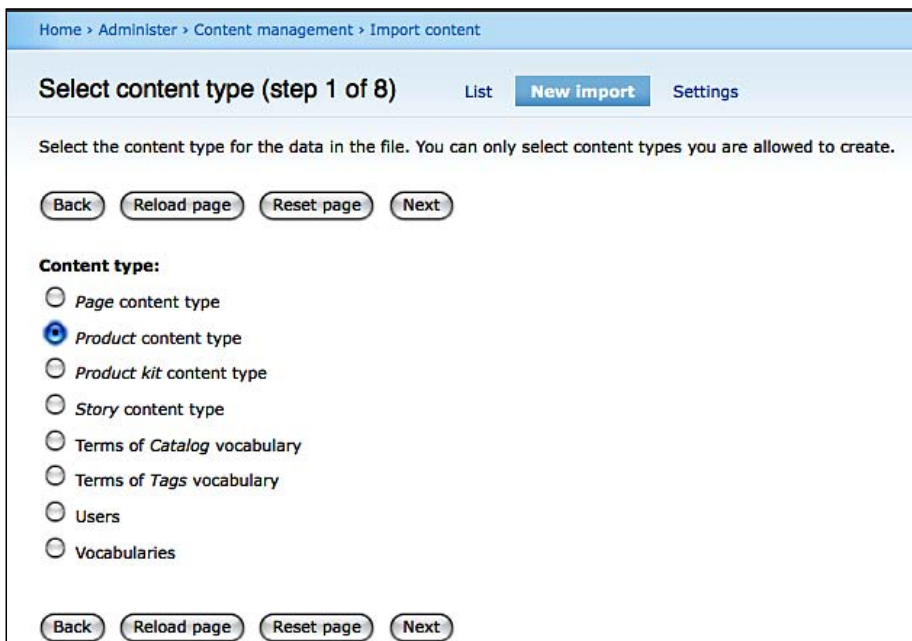 Home › Administer › Content management › Import content
Select content type (step 1 of 8) List New import Settings
Select the content type for the data in the file. You can only select content types you are allowed to create.
Back Reload page Reset page Next
Content type:
Page content type
Product content type
Product kit content type
Story content type
Terms of Catalog vocabulary
Terms of Tags vocabulary
Users
Vocabularies
Back Reload page Reset page Next